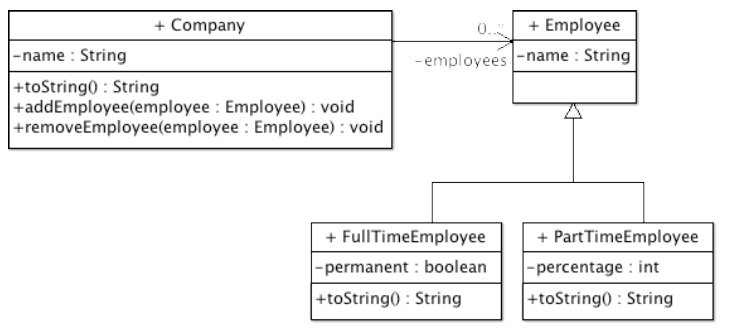 + Company
-name : String
+toString() : String
+addEmployee(employee : Employee) : void
+removeEmployee(employee : Employee) : void
0..*
-employees
+ Employee
-name : String
+ FullTimeEmployee
-permanent : boolean
+toString() : String
+ PartTimeEmployee
-percentage : int
+toString() : String